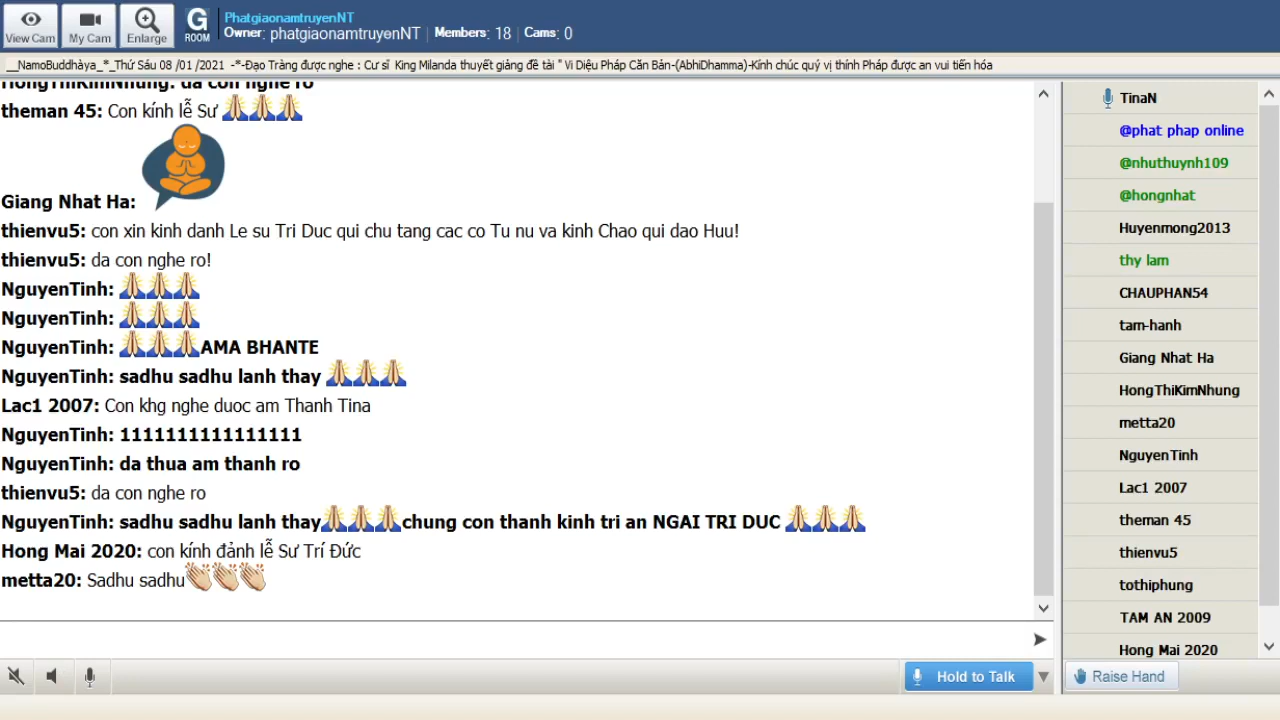 View Cam
My Cam
Enlarge
G
ROOM
PhatgiaonamtruyenNT
Owner: phatgiaonamtruyenNT | Members: 18 | Cams: 0
__NamoBuddhàya_*_Thứ Sáu 08 /01 /2021 -*-Đạo Tràng được nghe : Cư sĩ King Milanda thuyết giảng đề tài " Vi Diệu Pháp Căn Bản-(AbhiDhamma)-Kính chúc quý vị thính Pháp được an vui tiến hóa
HongThiKimNhung: da con nghe ro
theman 45: Con kính lễ Sư 🙏🙏🙏
Giang Nhat Ha:
thienvu5: con xin kinh danh Le su Tri Duc qui chu tang cac co Tu nu va kinh Chao qui dao Huu!
thienvu5: da con nghe ro!
NguyenTinh: 🙏🙏🙏
NguyenTinh: 🙏🙏🙏
NguyenTinh: 🙏🙏🙏AMA BHANTE
NguyenTinh: sadhu sadhu lanh thay 🙏🙏🙏
Lac1 2007: Con khg nghe duoc am Thanh Tina
NguyenTinh: 1111111111111111
NguyenTinh: da thua am thanh ro
thienvu5: da con nghe ro
NguyenTinh: sadhu sadhu lanh thay🙏🙏🙏chung con thanh kinh tri an NGAI TRI DUC 🙏🙏🙏
Hong Mai 2020: con kính đảnh lễ Sư Trí Đức
metta20: Sadhu sadhu👏👏👏
Hold to Talk
TinaN
@phat phap online
@nhuthuynh109
@hongnhat
Huyenmong2013
thy lam
CHAUPHAN54
tam-hanh
Giang Nhat Ha
HongThiKimNhung
metta20
NguyenTinh
Lac1 2007
theman 45
thienvu5
tothiphung
TAM AN 2009
Hong Mai 2020
Raise Hand